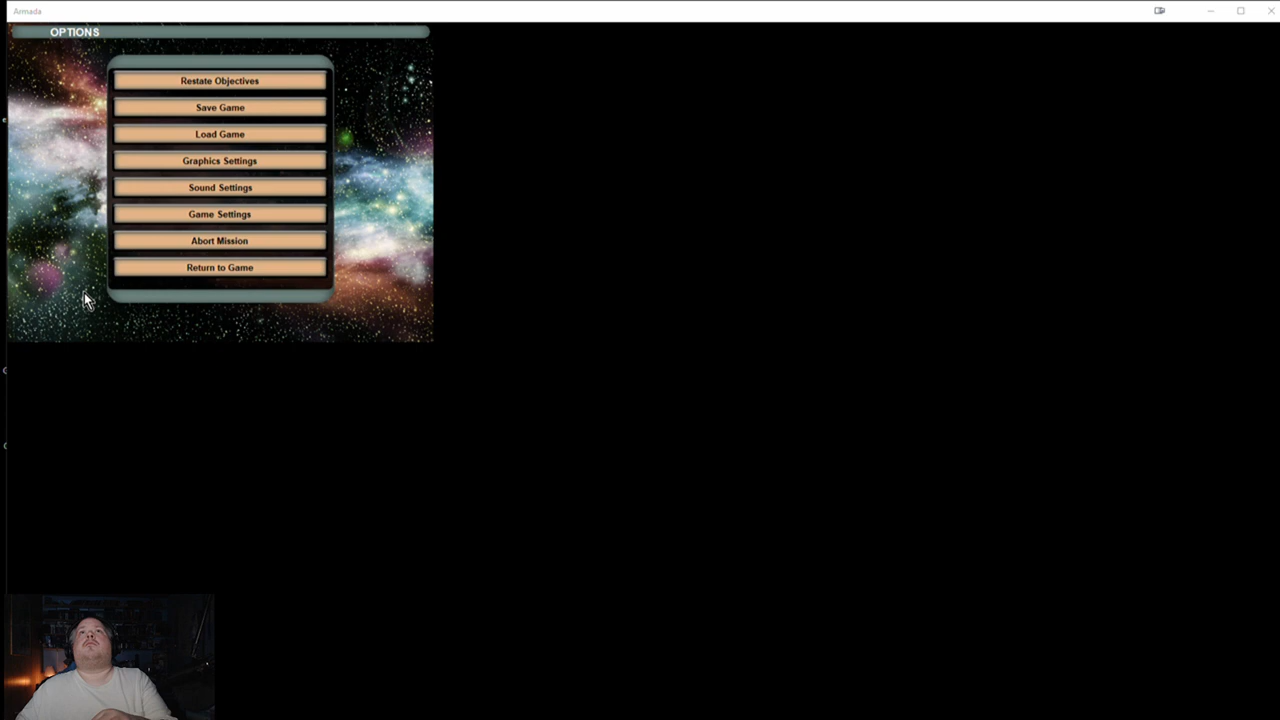 Armada
OPTIONS
Restate Objectives
Save Game
Load Game
Graphics Settings
Sound Settings
Game Settings
Abort Mission
Return to Game